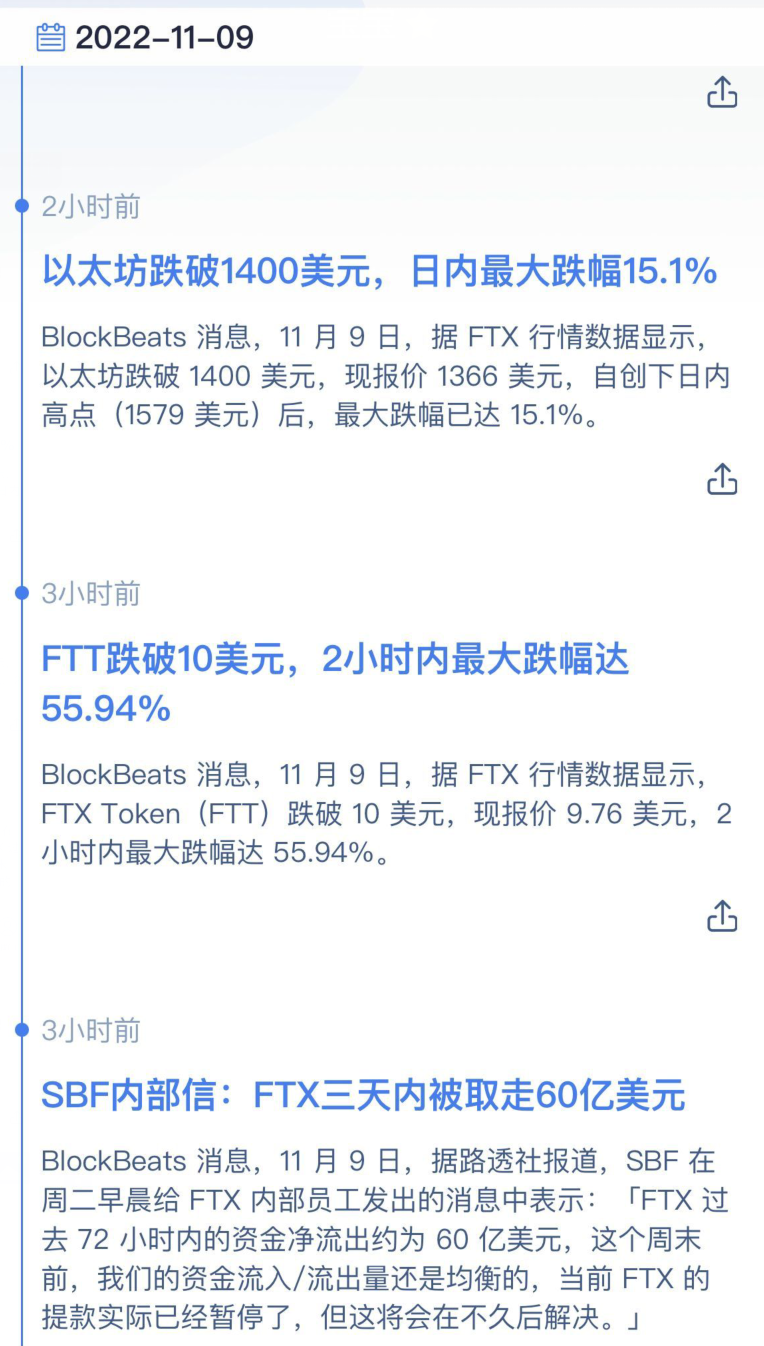 2022-11-09
2小时前
以太坊跌破1400美元，日内最大跌幅15.1%
BlockBeats 消息，11 月 9 日，据 FTX 行情数据显示，
以太坊跌破 1400 美元，现报价 1366 美元，自创下日内
高点（1579 美元）后，最大跌幅已达 15.1%。
3小时前
FTT跌破10美元，2小时内最大跌幅达
55.94%
BlockBeats 消息，11 月 9 日，据 FTX 行情数据显示，
FTX Token（FTT）跌破 10 美元，现报价 9.76 美元，2
小时内最大跌幅达 55.94%。
3小时前
SBF内部信：FTX三天内被取走60亿美元
BlockBeats 消息，11 月 9 日，据路透社报道，SBF 在
周二早晨给 FTX 内部员工发出的消息中表示：「FTX 过
去 72 小时内的资金净流出约为 60 亿美元，这个周末
前，我们的资金流入/流出量还是均衡的，当前 FTX 的
提款实际已经暂停了，但这将会在不久后解决。」